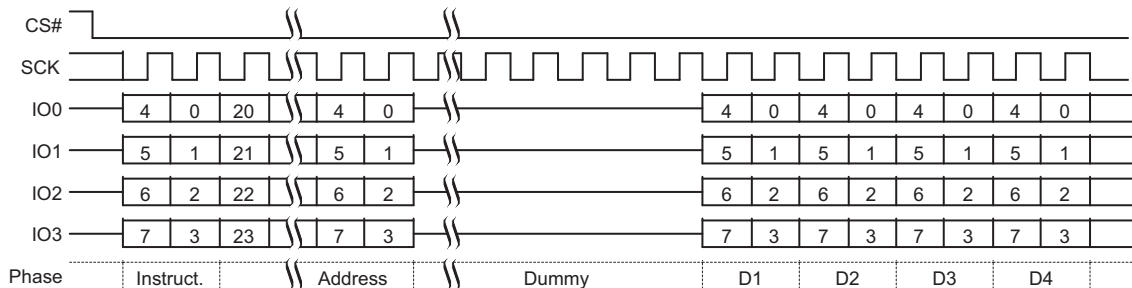 CS#
SCK
IO0 4 0 20 4 0 4 0 4 0 4 0 4 0
IO1 5 1 21 5 1 5 1 5 1 5 1 5 1
IO2 6 2 22 6 2 6 2 6 2 6 2 6 2
IO3 7 3 23 7 3 7 3 7 3 7 3 7 3
Phase Instruct. Address Dummy D1 D2 D3 D4